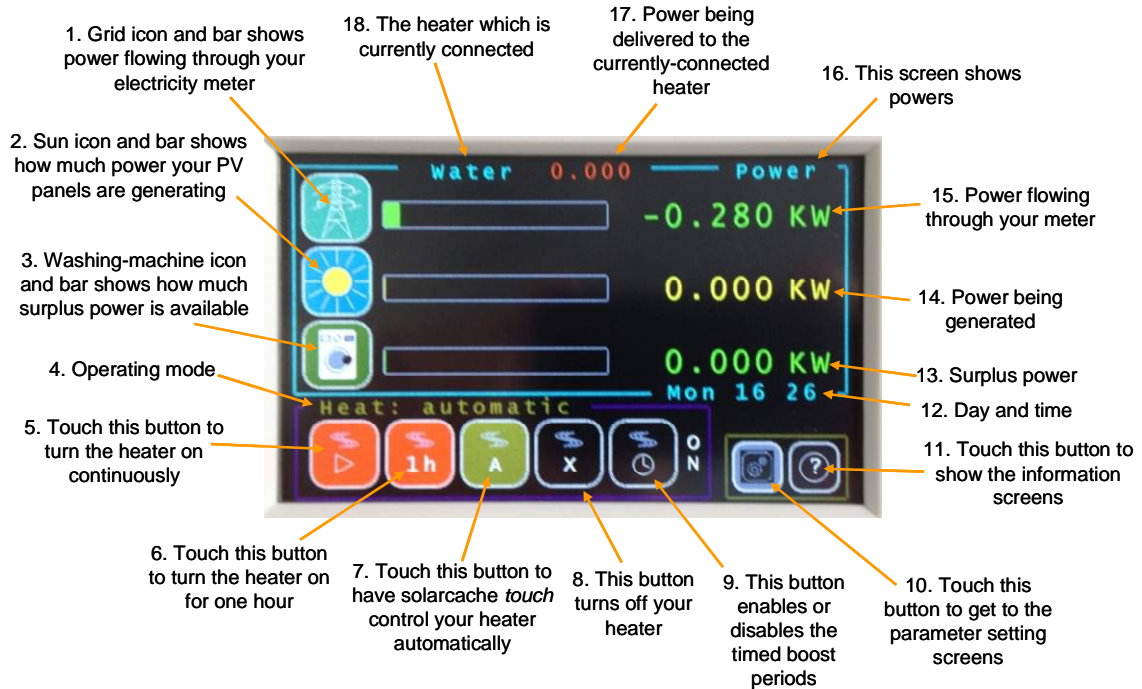 1. Grid icon and bar shows
power flowing through your
electricity meter
18. The heater which is
currently connected
17. Power being
delivered to the
currently-connected
heater
16. This screen shows
powers
2. Sun icon and bar shows
how much power your PV
panels are generating
3. Washing-machine icon
and bar shows how much
surplus power is available
4. Operating mode
5. Touch this button to
turn the heater on
continuously
Water 0.000 Power
-0.280 KW
0.000 KW
0.000 KW
Mon 16 26
Heat: automatic
1h A X ON ?
15. Power flowing
through your meter
14. Power being
generated
13. Surplus power
12. Day and time
11. Touch this button to
show the information
screens
6. Touch this button
to turn the heater on
for one hour
7. Touch this button to
have solarcache touch
control your heater
automatically
8. This button
turns off your
heater
9. This button
enables or
disables the
timed boost
periods
10. Touch this
button to get to the
parameter setting
screens